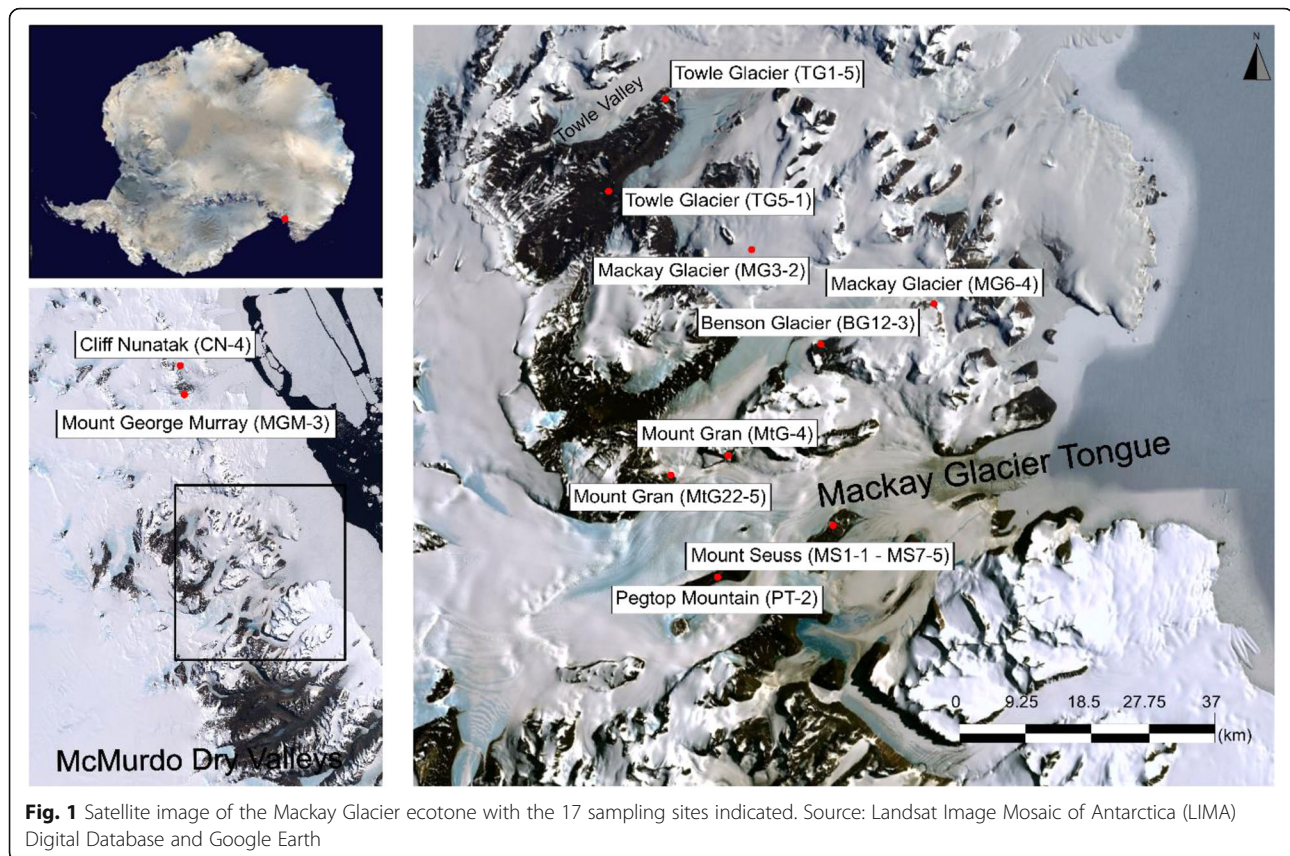 Cliff Nunatak (CN-4)
Mount George Murray (MGM-3)
McMurdo Dry Valleys
N
Towle Glacier (TG1-5)
Towle Valley
Towle Glacier (TG5-1)
Mackay Glacier (MG3-2)
Mackay Glacier (MG6-4)
Benson Glacier (BG12-3)
Mount Gran (MtG-4)
Mackay Glacier Tongue
Mount Gran (MtG22-5)
Mount Seuss (MS1-1 - MS7-5)
Pegtop Mountain (PT-2)
0 9.25 18.5 27.75 37
(km)
Fig. 1 Satellite image of the Mackay Glacier ecotone with the 17 sampling sites indicated. Source: Landsat Image Mosaic of Antarctica (LIMA)
Digital Database and Google Earth